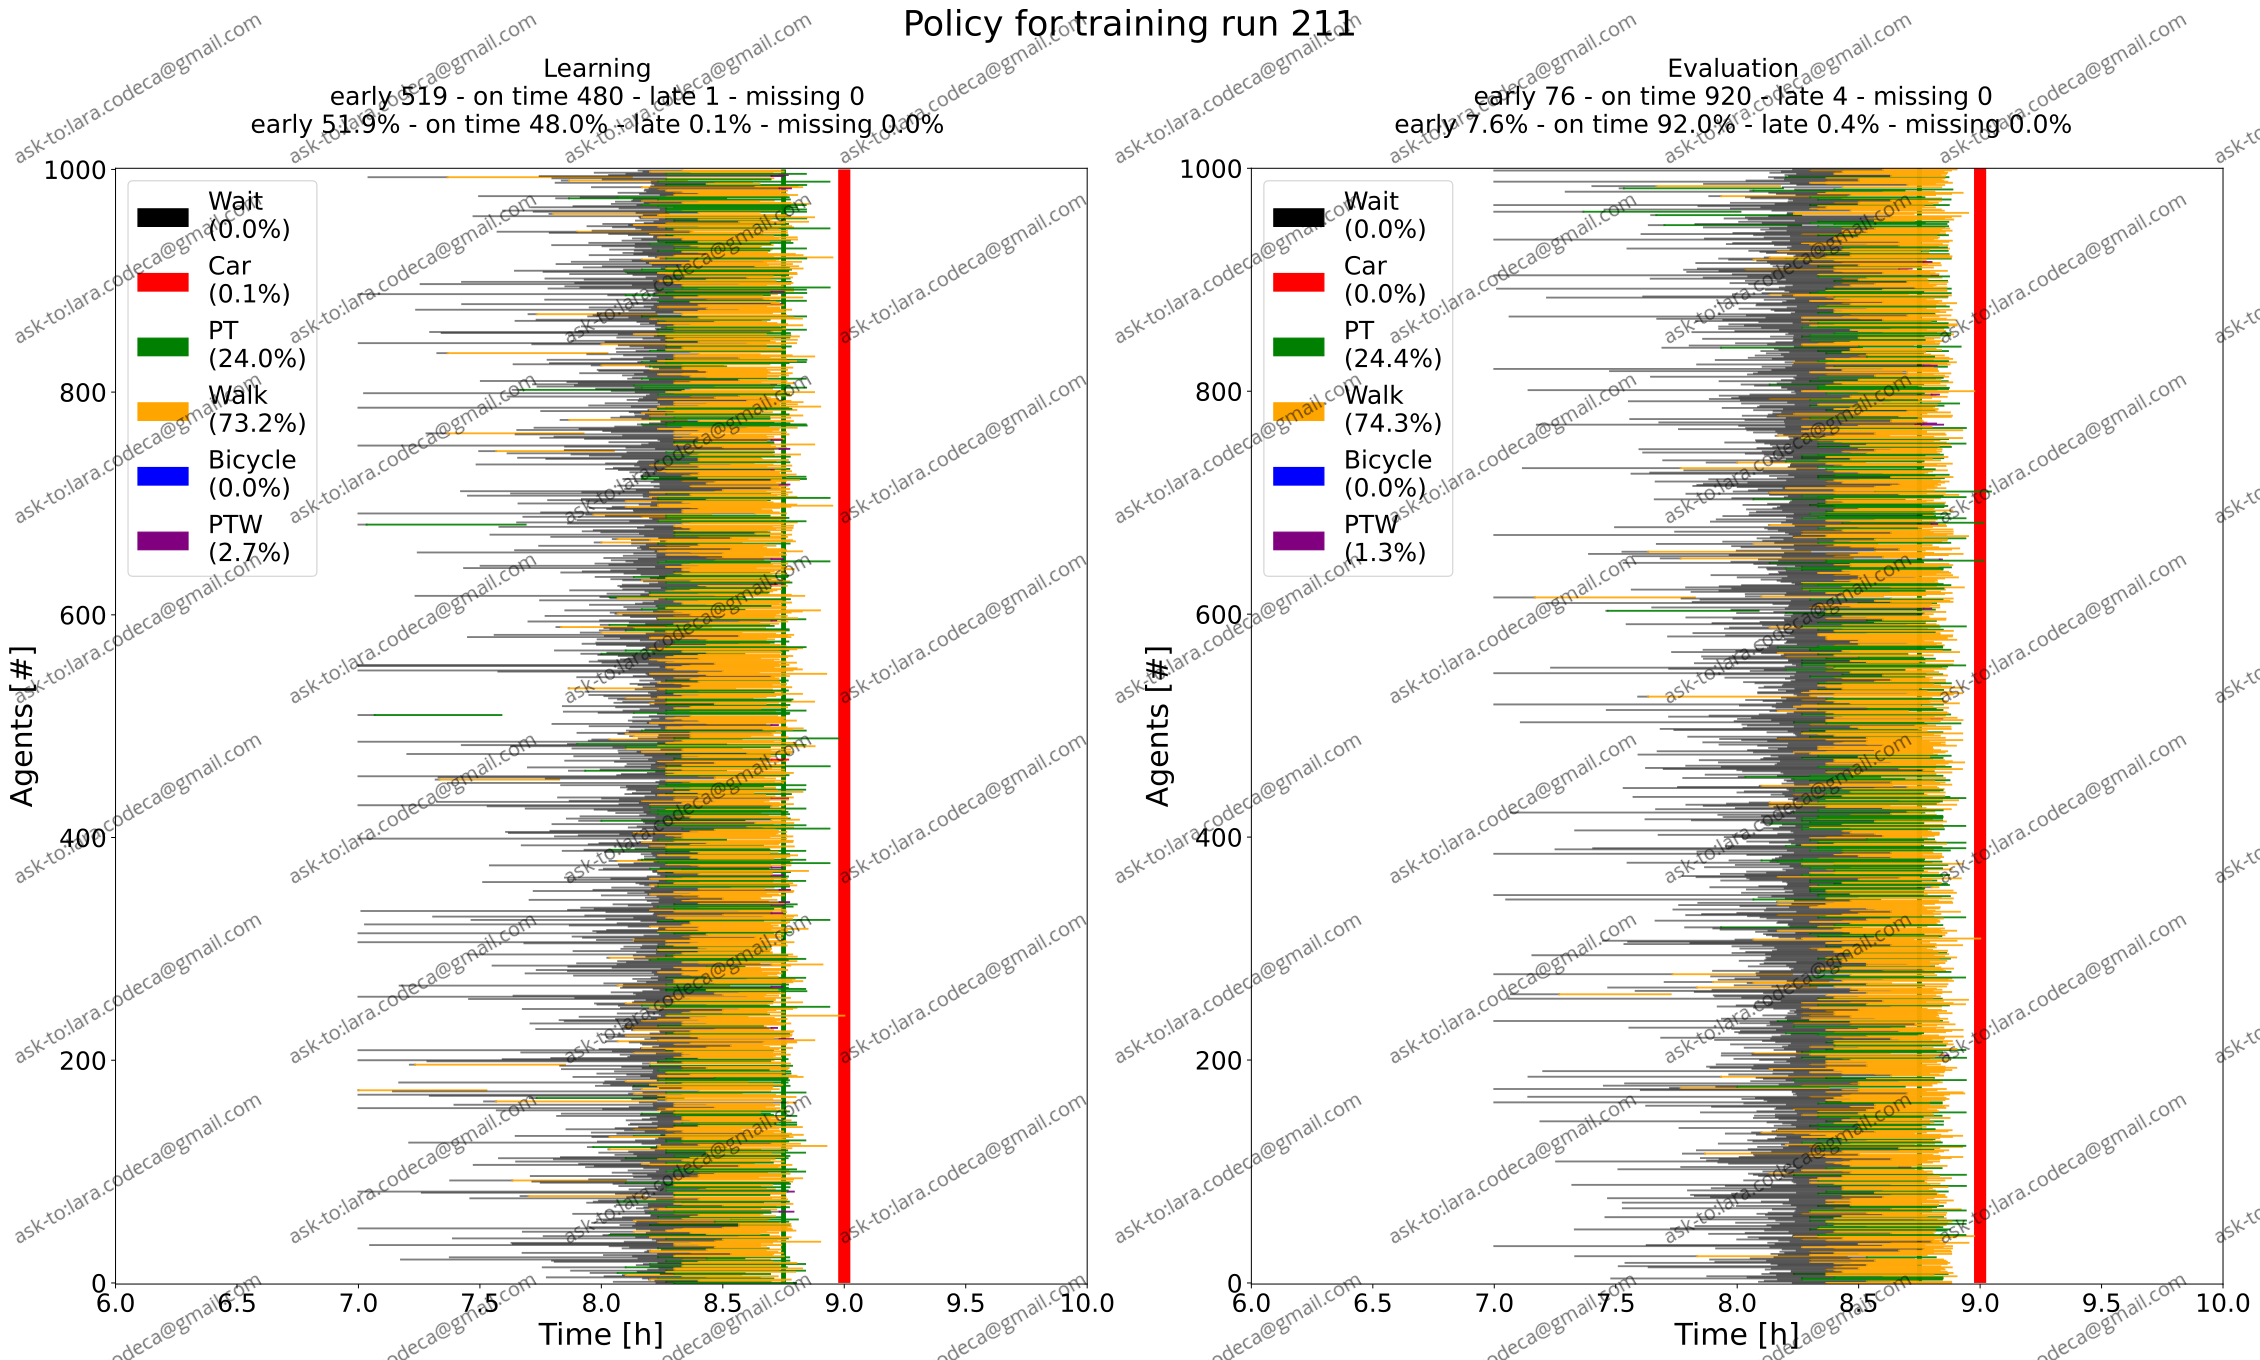 Policy for training run 211
Learning
early 519 - on time 480 - late 1 - missing 0
early 51.9% - on time 48.0% - late 0.1% - missing 0.0%
Wait
(0.0%)
Car
(0.1%)
PT
(24.0%)
Walk
(73.2%)
Bicycle
(0.0%)
PTW
(2.7%)
1000
800
600
400
200
0
Agents [#]
6.0 6.5 7.0 7.5 8.0 8.5 9.0 9.5 10.0
Time [h]
Evaluation
early 76 - on time 920 - late 4 - missing 0
early 7.6% - on time 92.0% - late 0.4% - missing 0.0%
Wait
(0.0%)
Car
(0.0%)
PT
(24.4%)
Walk
(74.3%)
Bicycle
(0.0%)
PTW
(1.3%)
1000
800
600
400
200
0
Agents [#]
6.0 6.5 7.0 7.5 8.0 8.5 9.0 9.5 10.0
Time [h]
ask-to:lara.codeca@gmail.com